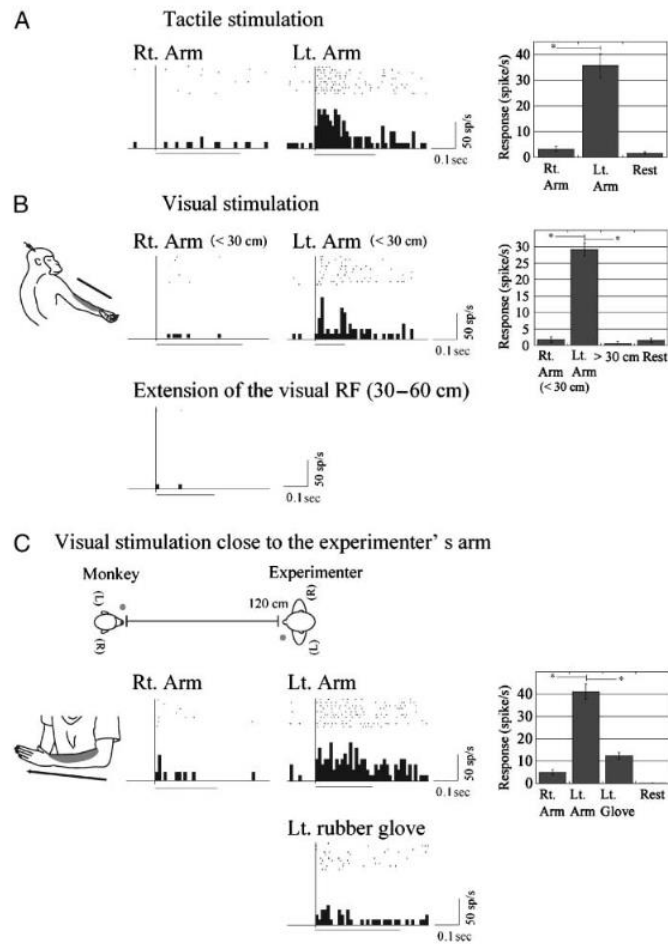 A
Tactile stimulation
Rt. Arm
Lt. Arm
50 sp/s
0.1 sec
Response (spike/s)
40
30
20
10
0
*
Rt. Arm
Lt. Arm
Rest
B
Visual stimulation
Rt. Arm (< 30 cm)
Lt. Arm (< 30 cm)
50 sp/s
0.1 sec
Response (spike/s)
30
25
20
15
10
5
0
*
*
Rt. Arm (< 30 cm)
Lt. Arm
> 30 cm
Rest
Extension of the visual RF (30–60 cm)
50 sp/s
0.1 sec
C
Visual stimulation close to the experimenter' s arm
Monkey
Experimenter
(L)
(R)
120 cm
(R)
(L)
Rt. Arm
Lt. Arm
50 sp/s
0.1 sec
Response (spike/s)
40
30
20
10
0
*
*
Rt. Arm
Lt. Arm
Lt. Glove
Rest
Lt. rubber glove
50 sp/s
0.1 sec